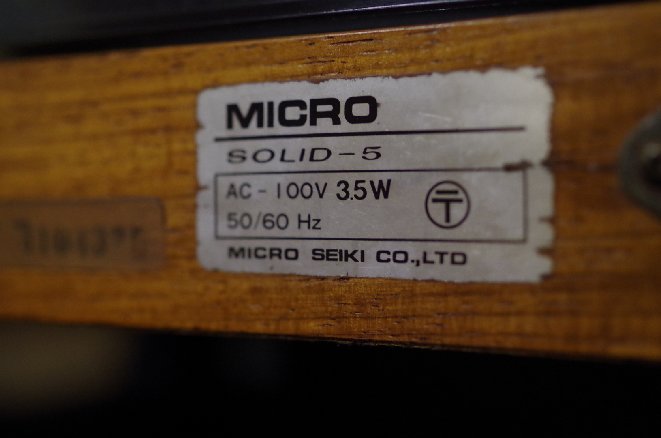 MICRO
SOLID-5
AC-100V 3.5W
50/60 Hz
MICRO SEIKI CO.,LTD